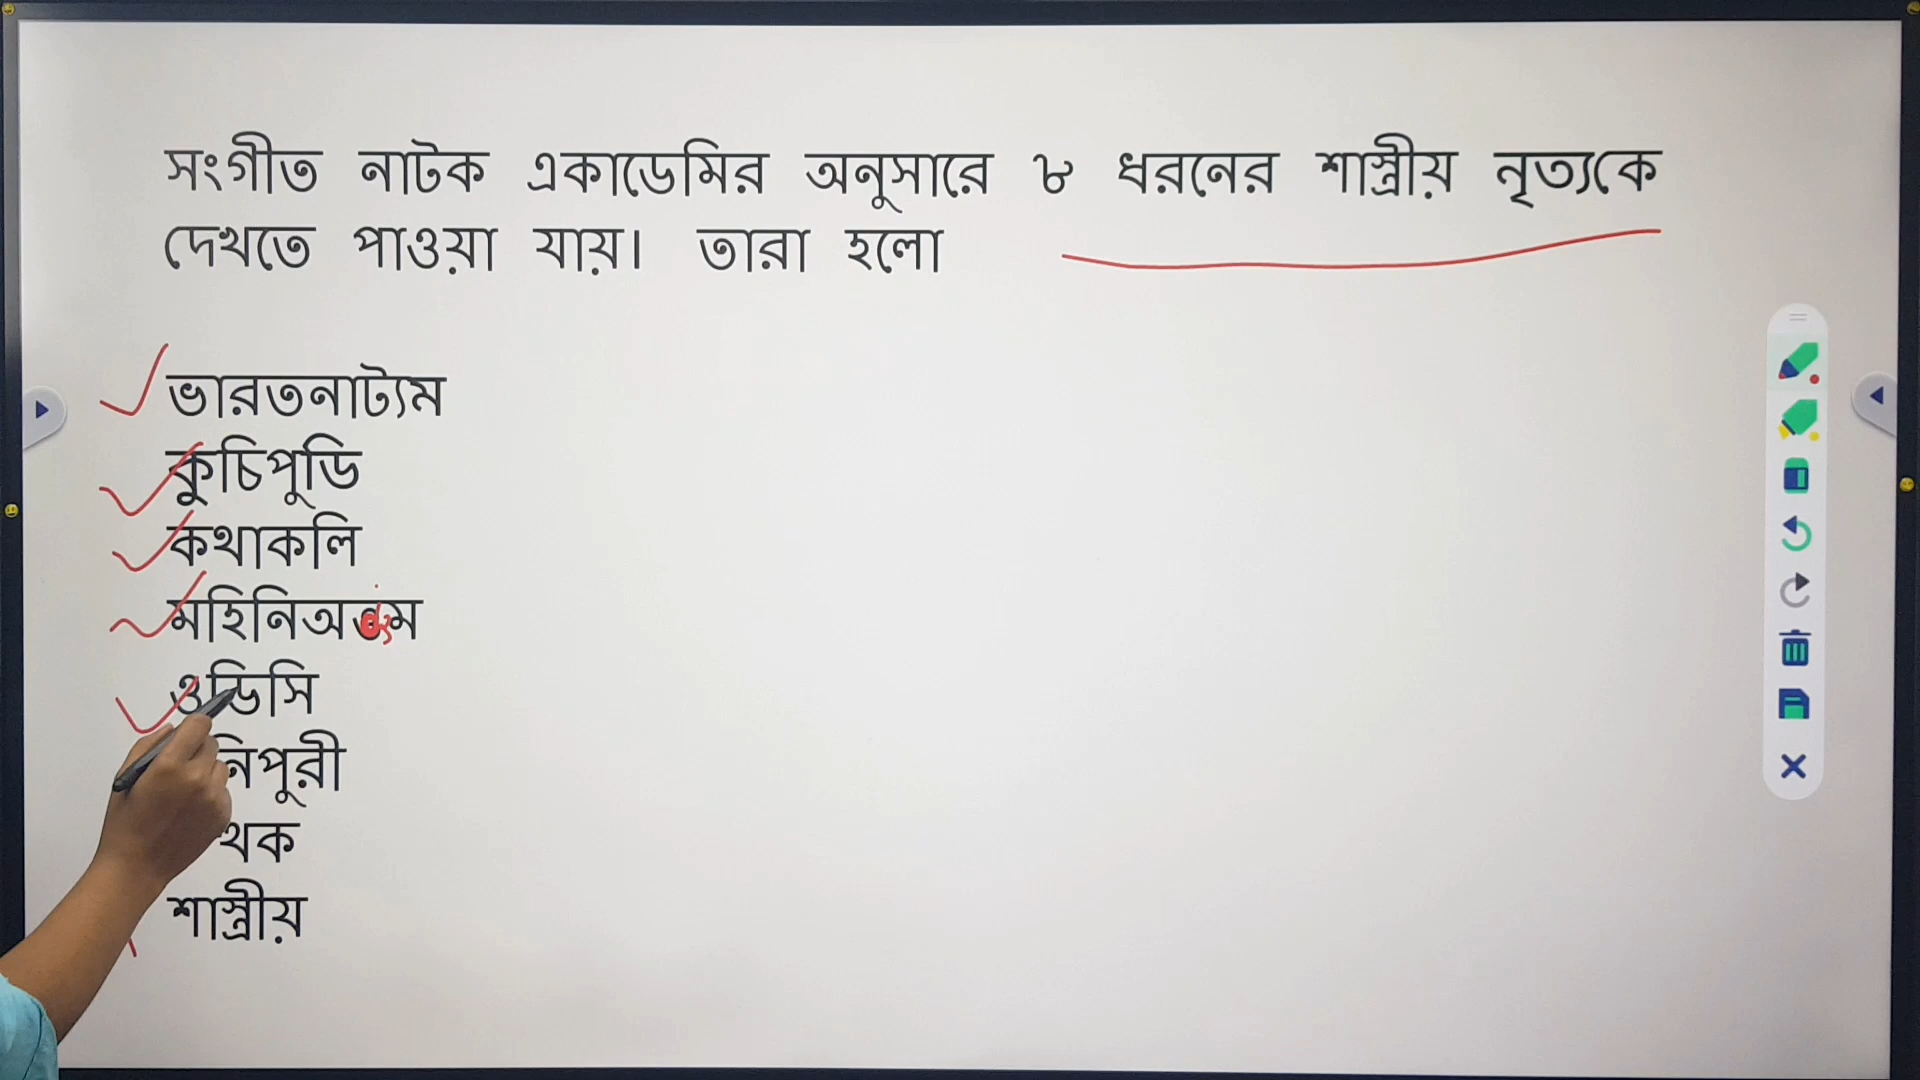 সংগীত নাটক একাডেমির অনুসারে ৮ ধরনের শাস্ত্রীয় নৃত্যকে
দেখতে পাওয়া যায়। তারা হলো
ভারতনাট্যম
কুচিপুডি
কথাকলি
ওডিসি
শাস্ত্রীয়